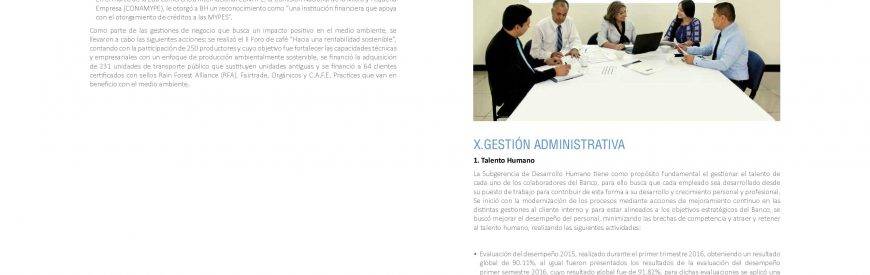 Empresa (CONAMYPE), le otorgó a BH un reconocimiento como "una institución financiera que apoya
con el otorgamiento de créditos a las MYPES".
Como parte de las gestiones de negocio que busca un impacto positivo en el medio ambiente, se
llevaron a cabo las siguientes acciones; se realizó el II Foro de café "Hacia una rentabilidad sostenible",
contando con la participación de 250 productores y cuyo objetivo fue fortalecer las capacidades técnicas
y empresariales con un enfoque de producción ambientalmente sostenible, se financió la adquisición
de 231 unidades de transporte público que sustituyen unidades antiguas y se financió a 64 clientes
certificados con sellos Rain Forest Alliance (RFA), Fairtrade, Orgánicos y C.A.F.E. Practices que van en
beneficio con el medio ambiente.
X.GESTIÓN ADMINISTRATIVA
1. Talento Humano
La Subgerencia de Desarrollo Humano tiene como propósito fundamental el gestionar el talento de
cada uno de los colaboradores del Banco, para ello busca que cada empleado sea desarrollado desde
su puesto de trabajo para contribuir de esta forma a su desarrollo y crecimiento personal y profesional.
Se inició con la modernización de los procesos mediante acciones de mejoramiento continuo en las
distintas gestiones al cliente interno y para estar alineados a los objetivos estratégicos del Banco, se
buscó mejorar el desempeño del personal, minimizando las brechas de competencia y atraer y retener
al talento humano, realizando las siguientes actividades:
• Evaluación del desempeño 2015, realizado durante el primer trimestre 2016, obteniendo un resultado
global de 90.11%, al igual fueron presentados los resultados de la evaluación del desempeño
primer semestre 2016, cuyo resultado global fue de 91.82%, para dichas evaluaciones se aplicó una